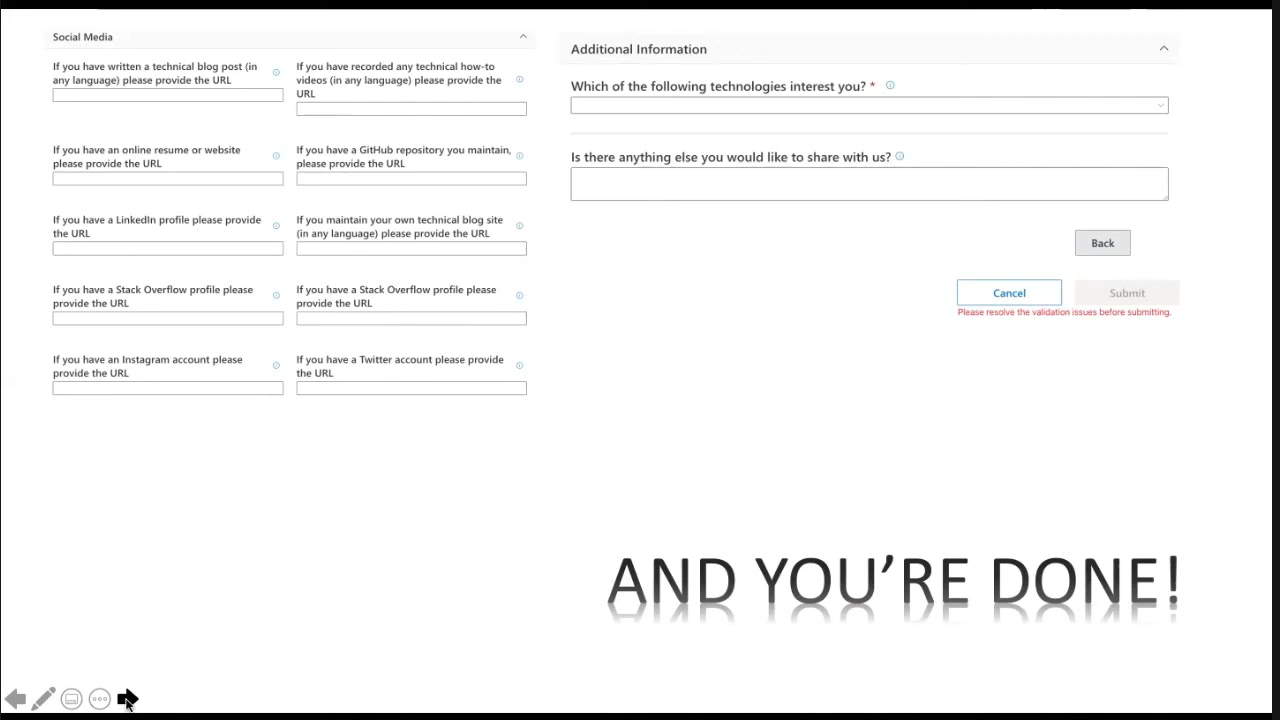 Social Media
If you have written a technical blog post (in
any language) please provide the URL
If you have recorded any technical how-to
videos (in any language) please provide the
URL
If you have an online resume or website
please provide the URL
If you have a GitHub repository you maintain,
please provide the URL
If you have a LinkedIn profile please provide
the URL
If you maintain your own technical blog site
(in any language) please provide the URL
If you have a Stack Overflow profile please
provide the URL
If you have a Stack Overflow profile please
provide the URL
If you have an Instagram account please
provide the URL
If you have a Twitter account please provide
the URL
Additional Information
Which of the following technologies interest you? *
Is there anything else you would like to share with us?
Back
Cancel
Submit
Please resolve the validation issues before submitting.
AND YOU'RE DONE!